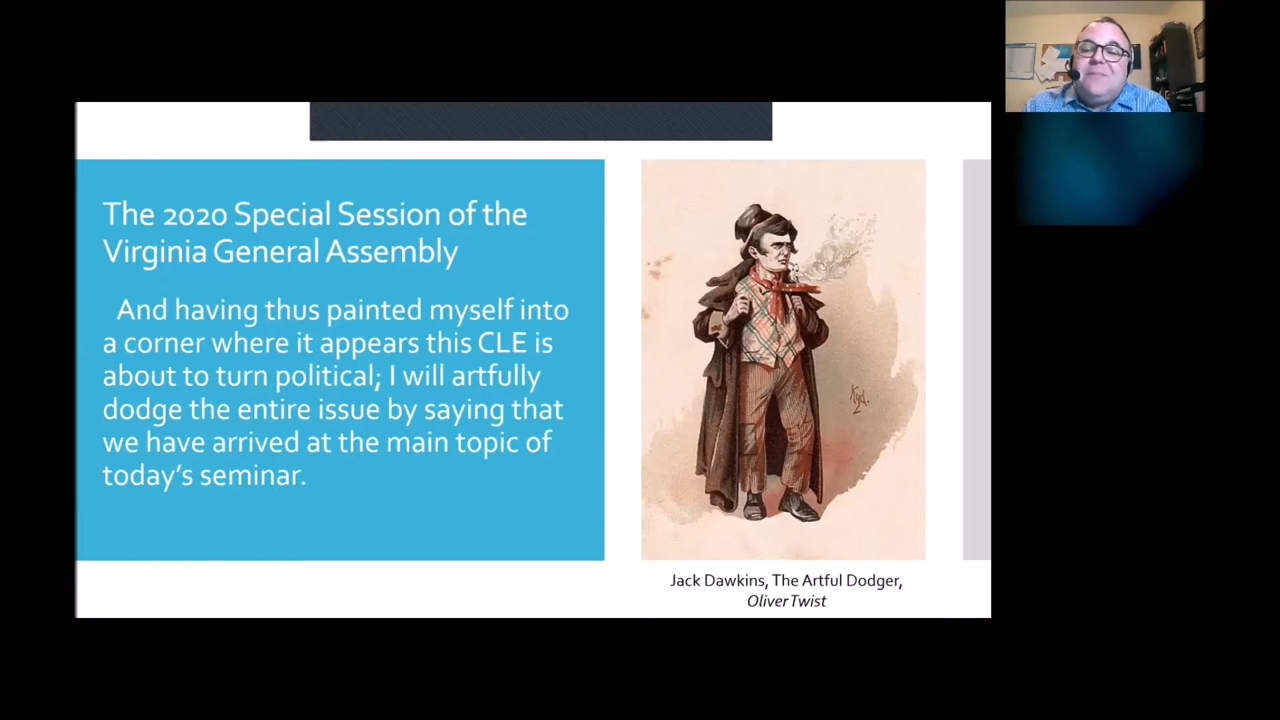 The 2020 Special Session of the
Virginia General Assembly
And having thus painted myself into
a corner where it appears this CLE is
about to turn political; I will artfully
dodge the entire issue by saying that
we have arrived at the main topic of
today's seminar.
Kyd.
Jack Dawkins, The Artful Dodger,
Oliver Twist